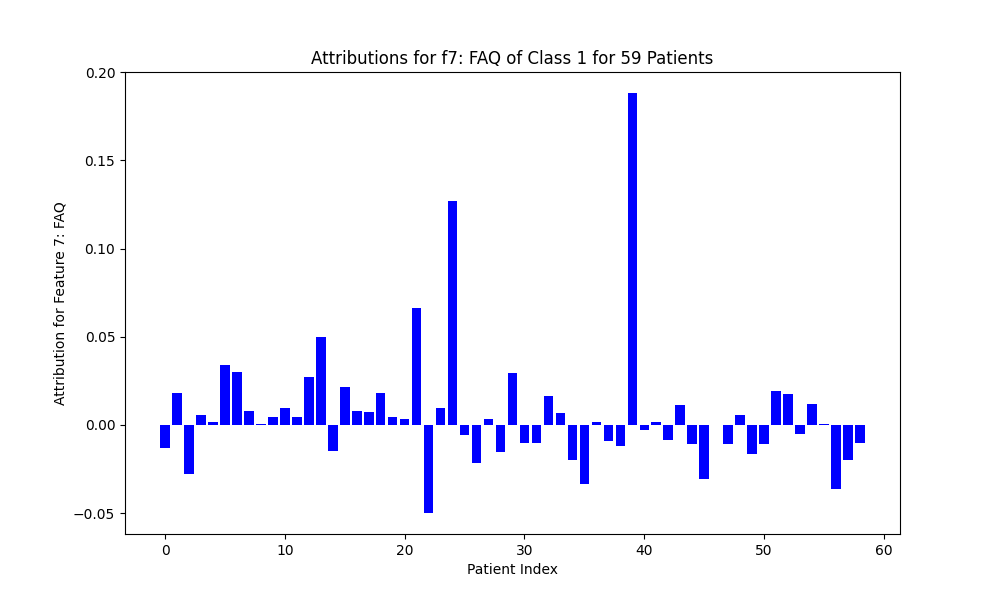 Attributions for f7: FAQ of Class 1 for 59 Patients
0.20
0.15
0.10
0.05
0.00
−0.05
Attribution for Feature 7: FAQ
0 10 20 30 40 50 60
Patient Index